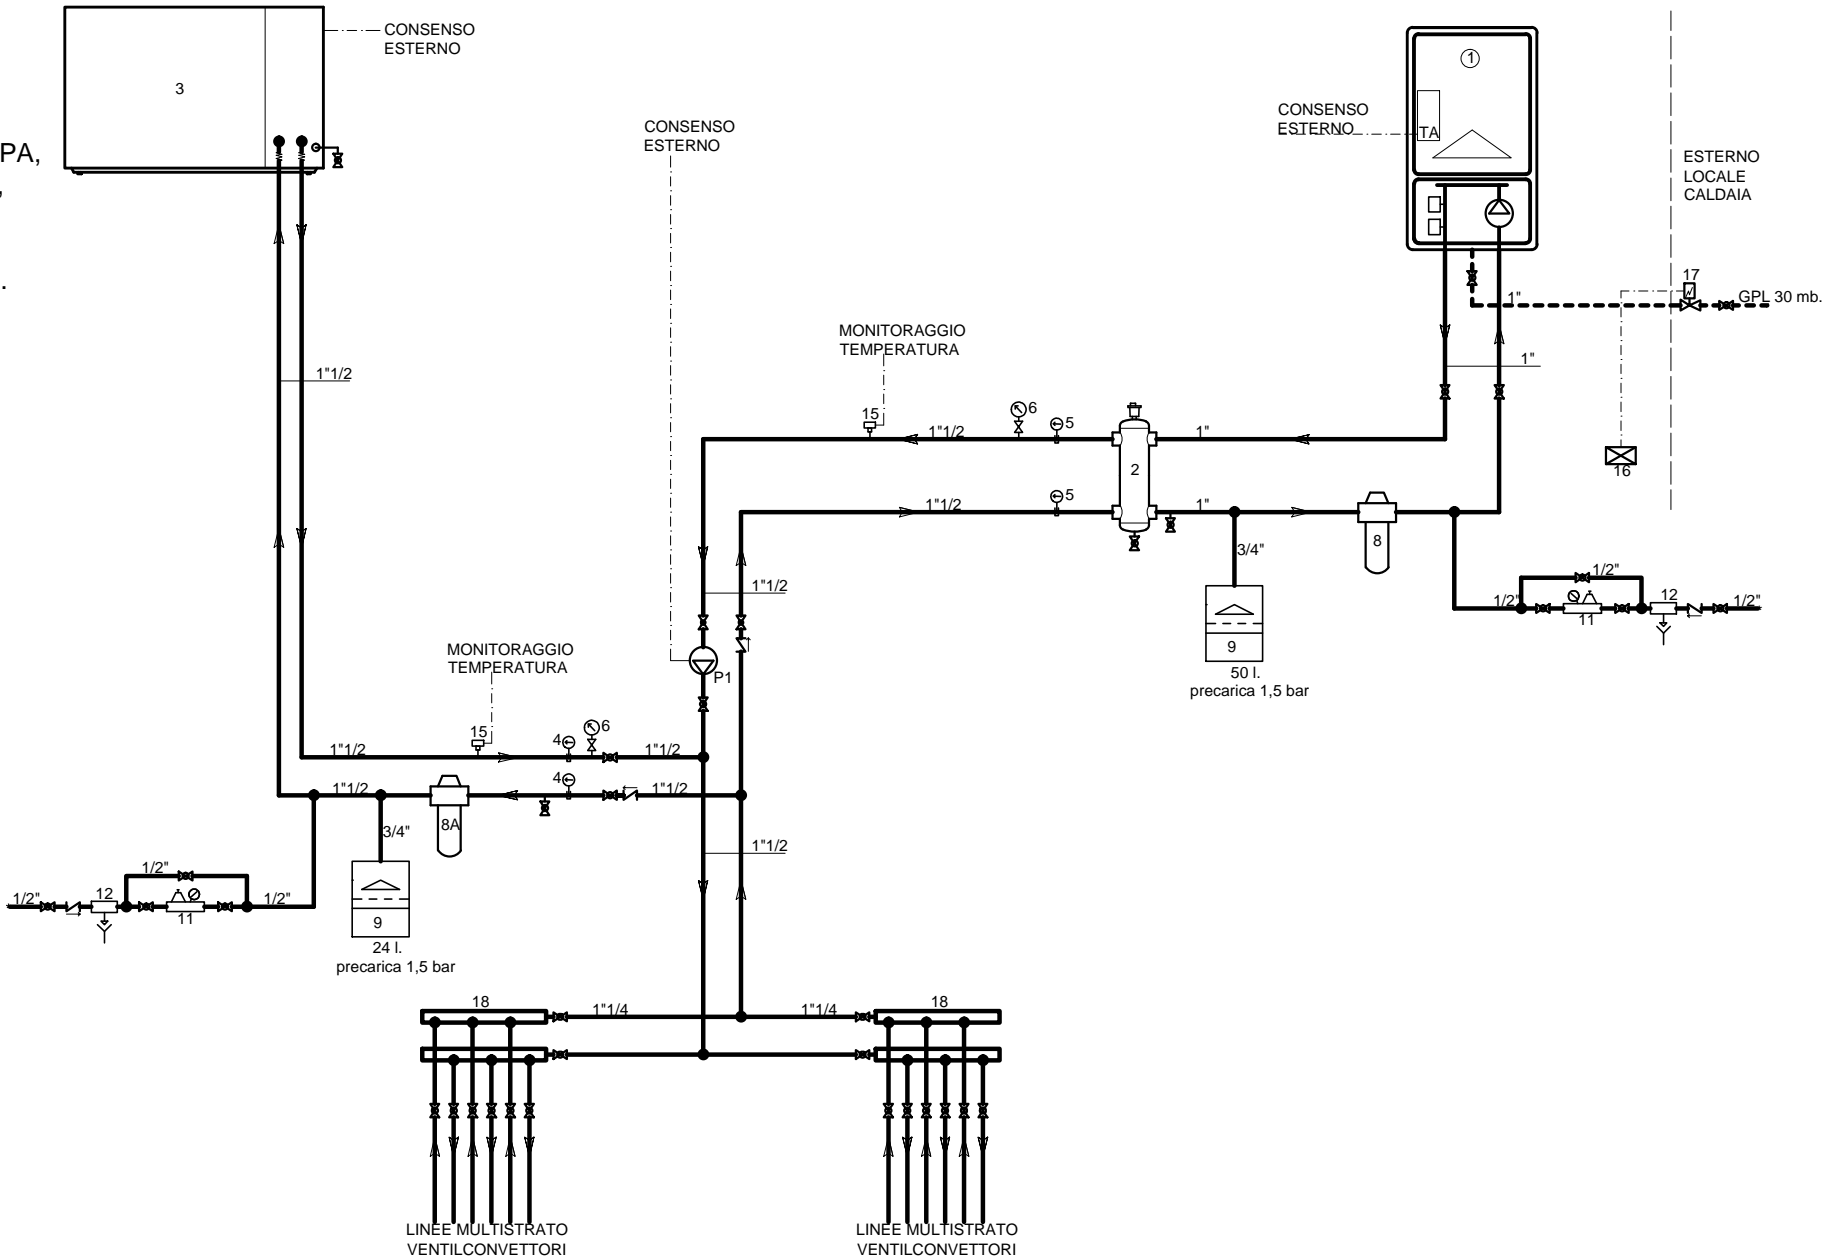 CONSENSO
ESTERNO
3
PA,
,
.
CONSENSO
ESTERNO
1
CONSENSO
ESTERNO
TA
ESTERNO
LOCALE
CALDAIA
17
GPL 30 mb.
1"
MONITORAGGIO
TEMPERATURA
1"
1"1/2
15
6
5
1"1/2
1"
2
16
5
1"1/2
1"
8
3/4"
1/2"
1"1/2
12
1/2"
1/2"
11
9
50 l.
precarica 1,5 bar
MONITORAGGIO
TEMPERATURA
P1
15
6
4
1"1/2
1"1/2
4
1"1/2
1"1/2
8A
3/4"
1"1/2
1/2"
12
1/2"
1/2"
11
9
24 l.
precarica 1,5 bar
18
1"1/4
1"1/4
18
LINEE MULTISTRATO
VENTILCONVETTORI
LINEE MULTISTRATO
VENTILCONVETTORI